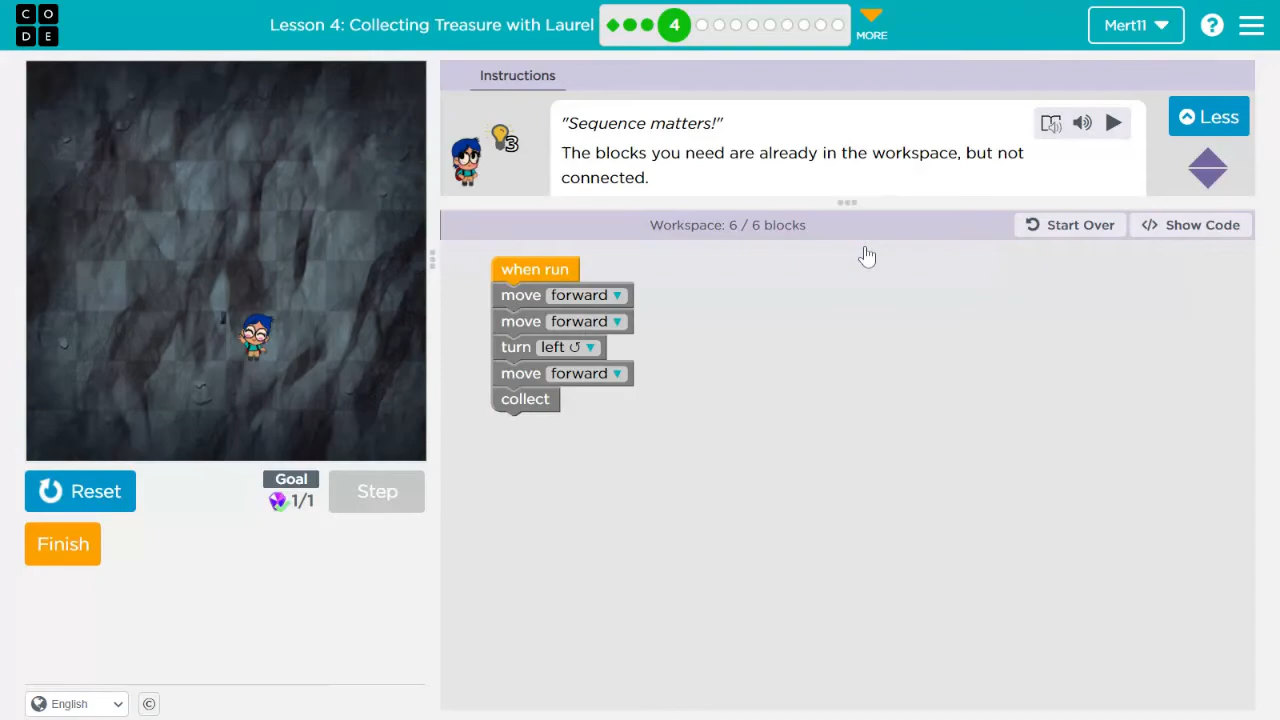 C O
D E
Lesson 4: Collecting Treasure with Laurel
4
MORE
Mert11
?
Instructions
3
"Sequence matters!"
The blocks you need are already in the workspace, but not
connected.
Less
Workspace: 6 / 6 blocks
Start Over
</> Show Code
when run
move forward ▼
move forward ▼
turn left ↺ ▼
move forward ▼
collect
Reset
Goal
1/1
Step
Finish
English
©